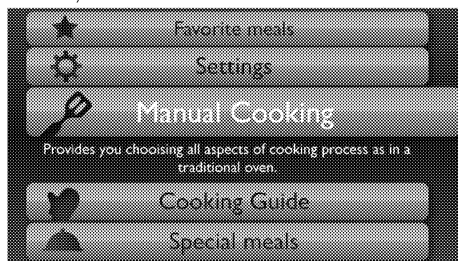 Favorite meals
Settings
Manual Cooking
Provides you chooising all aspects of cooking process as in a
traditional oven.
Cooking Guide
Special meals